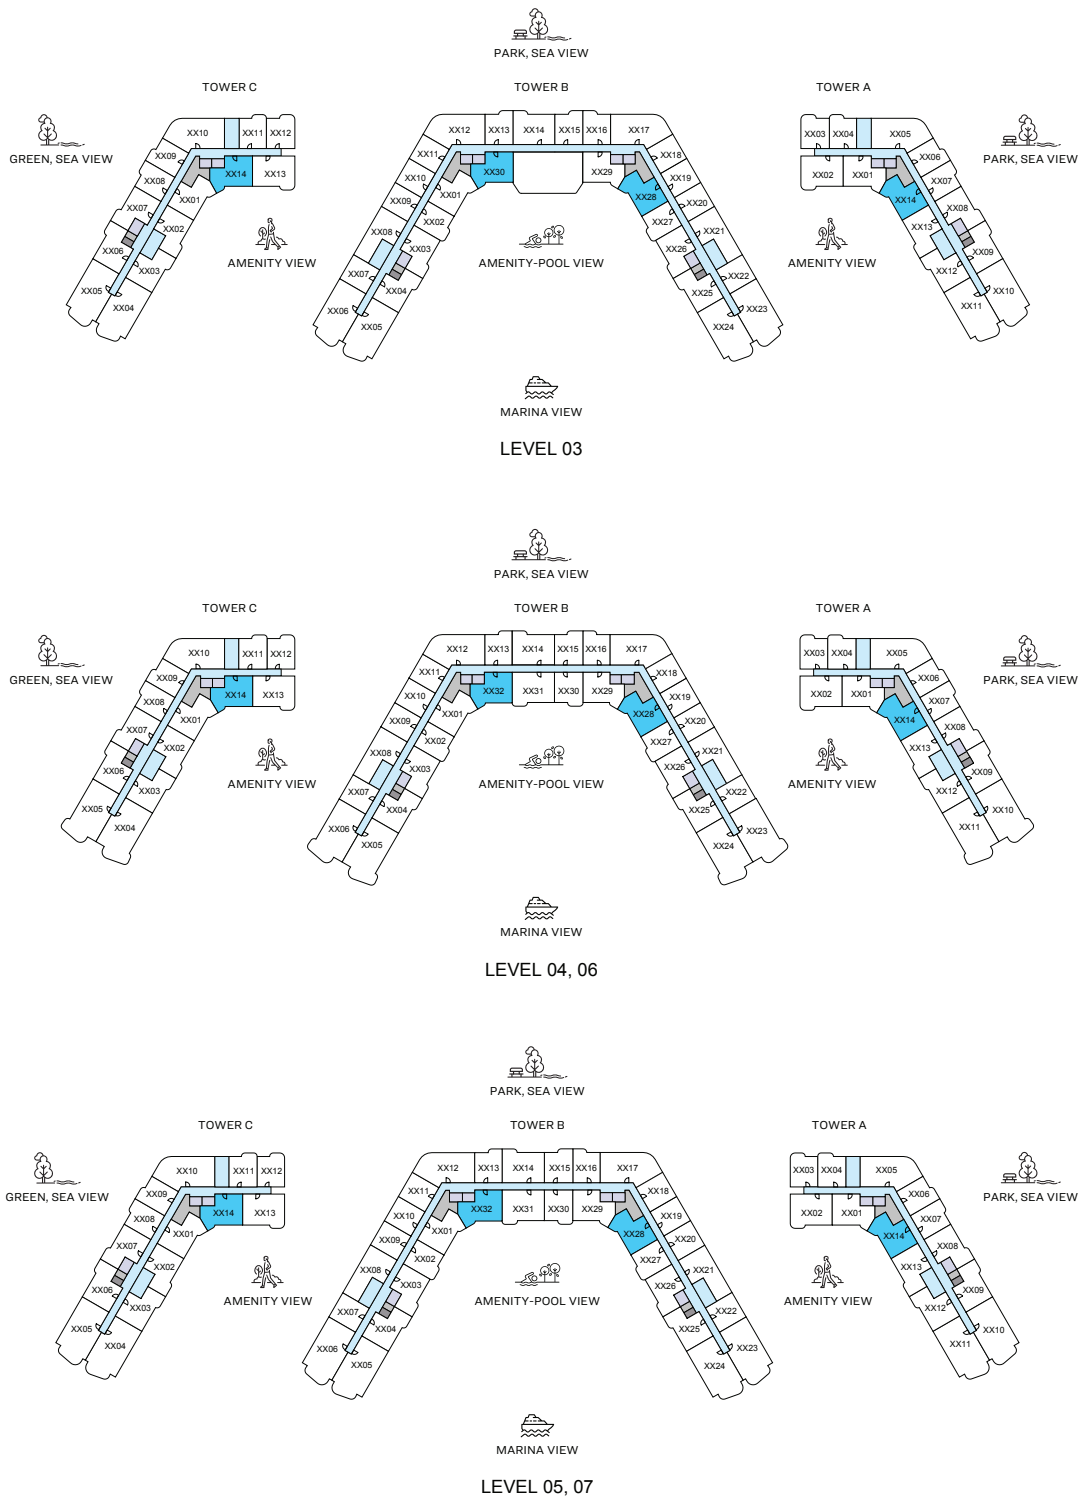 PARK, SEA VIEW
TOWER C
TOWER B
TOWER A
GREEN, SEA VIEW
PARK, SEA VIEW
XX10 XX11 XX12
XX09
XX08
XX07
XX06
XX05
XX04
XX03
XX02
XX01
XX14 XX13
XX12 XX13 XX14 XX15 XX16 XX17
XX11
XX10
XX09
XX08
XX07
XX06
XX05
XX04
XX03
XX02
XX01
XX30
XX29
XX28
XX18
XX19
XX20
XX21
XX22
XX23
XX24
XX25
XX26
XX27
XX03 XX04 XX05
XX02 XX01
XX06
XX07
XX08
XX09
XX10
XX11
XX12
XX13
XX14
AMENITY VIEW
AMENITY-POOL VIEW
AMENITY VIEW
MARINA VIEW
LEVEL 03
PARK, SEA VIEW
TOWER C
TOWER B
TOWER A
GREEN, SEA VIEW
PARK, SEA VIEW
XX10 XX11 XX12
XX09
XX08
XX07
XX06
XX05
XX04
XX03
XX02
XX01
XX14 XX13
XX12 XX13 XX14 XX15 XX16 XX17
XX11
XX10
XX09
XX08
XX07
XX06
XX05
XX04
XX03
XX02
XX01
XX32 XX31 XX30 XX29
XX28
XX18
XX19
XX20
XX21
XX22
XX23
XX24
XX25
XX26
XX27
XX03 XX04 XX05
XX02 XX01
XX06
XX07
XX08
XX09
XX10
XX11
XX12
XX13
XX14
AMENITY VIEW
AMENITY-POOL VIEW
AMENITY VIEW
MARINA VIEW
LEVEL 04, 06
PARK, SEA VIEW
TOWER C
TOWER B
TOWER A
GREEN, SEA VIEW
PARK, SEA VIEW
XX10 XX11 XX12
XX09
XX08
XX07
XX06
XX05
XX04
XX03
XX02
XX01
XX14 XX13
XX12 XX13 XX14 XX15 XX16 XX17
XX11
XX10
XX09
XX08
XX07
XX06
XX05
XX04
XX03
XX02
XX01
XX32 XX31 XX30 XX29
XX28
XX18
XX19
XX20
XX21
XX22
XX23
XX24
XX25
XX26
XX27
XX03 XX04 XX05
XX02 XX01
XX06
XX07
XX08
XX09
XX10
XX11
XX12
XX13
XX14
AMENITY VIEW
AMENITY-POOL VIEW
AMENITY VIEW
MARINA VIEW
LEVEL 05, 07